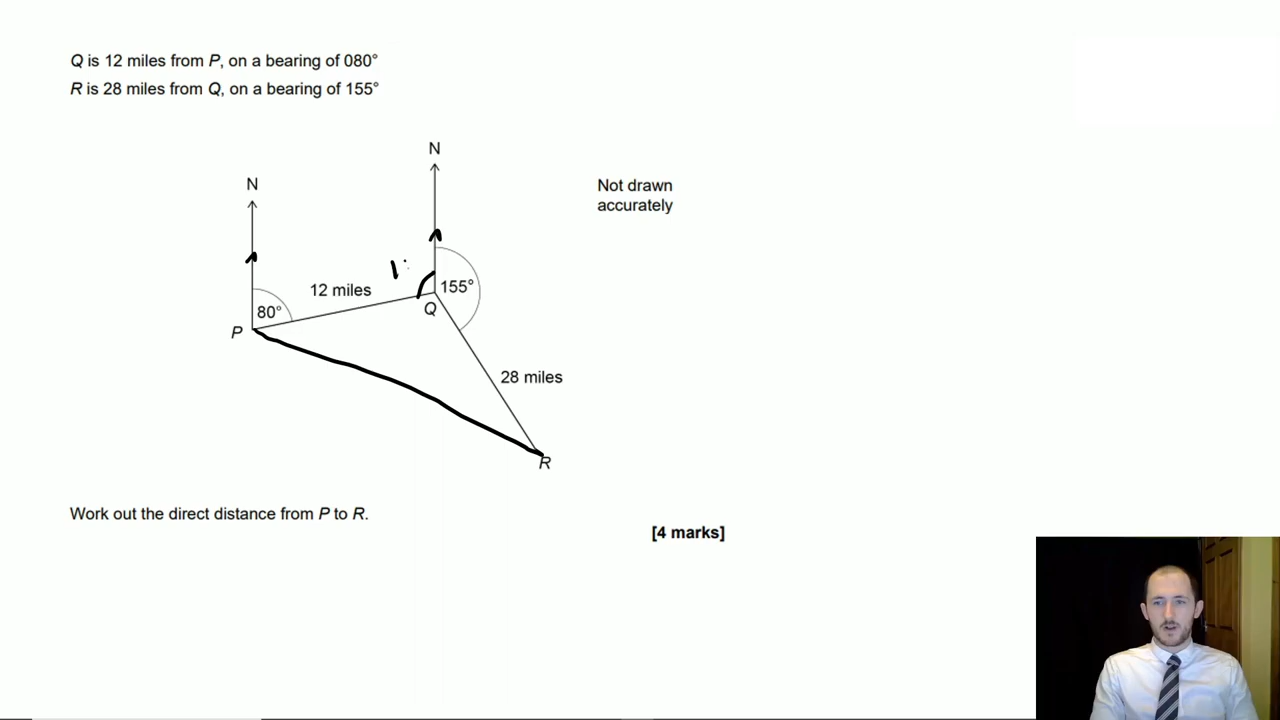 Q is 12 miles from P, on a bearing of 080°
R is 28 miles from Q, on a bearing of 155°
N
N
Not drawn
accurately
12 miles
155°
80°
Q
P
28 miles
R
Work out the direct distance from P to R.
[4 marks]